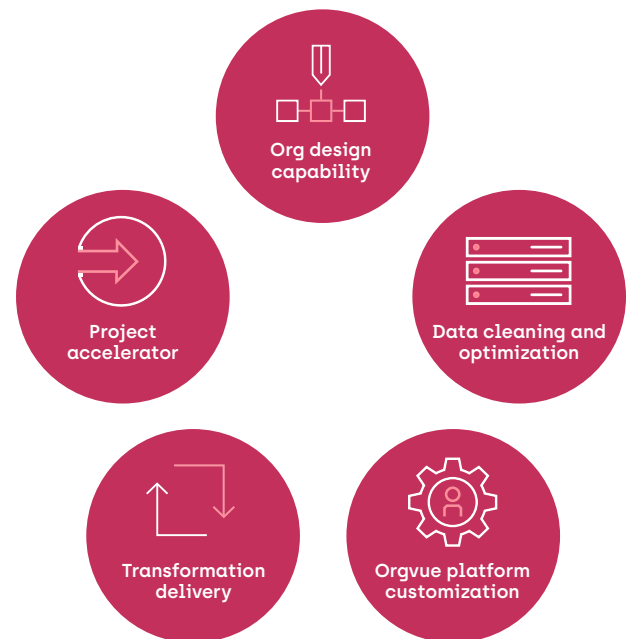 Org design
capability
Project
accelerator
Data cleaning and
optimization
Transformation
delivery
Orgvue platform
customization